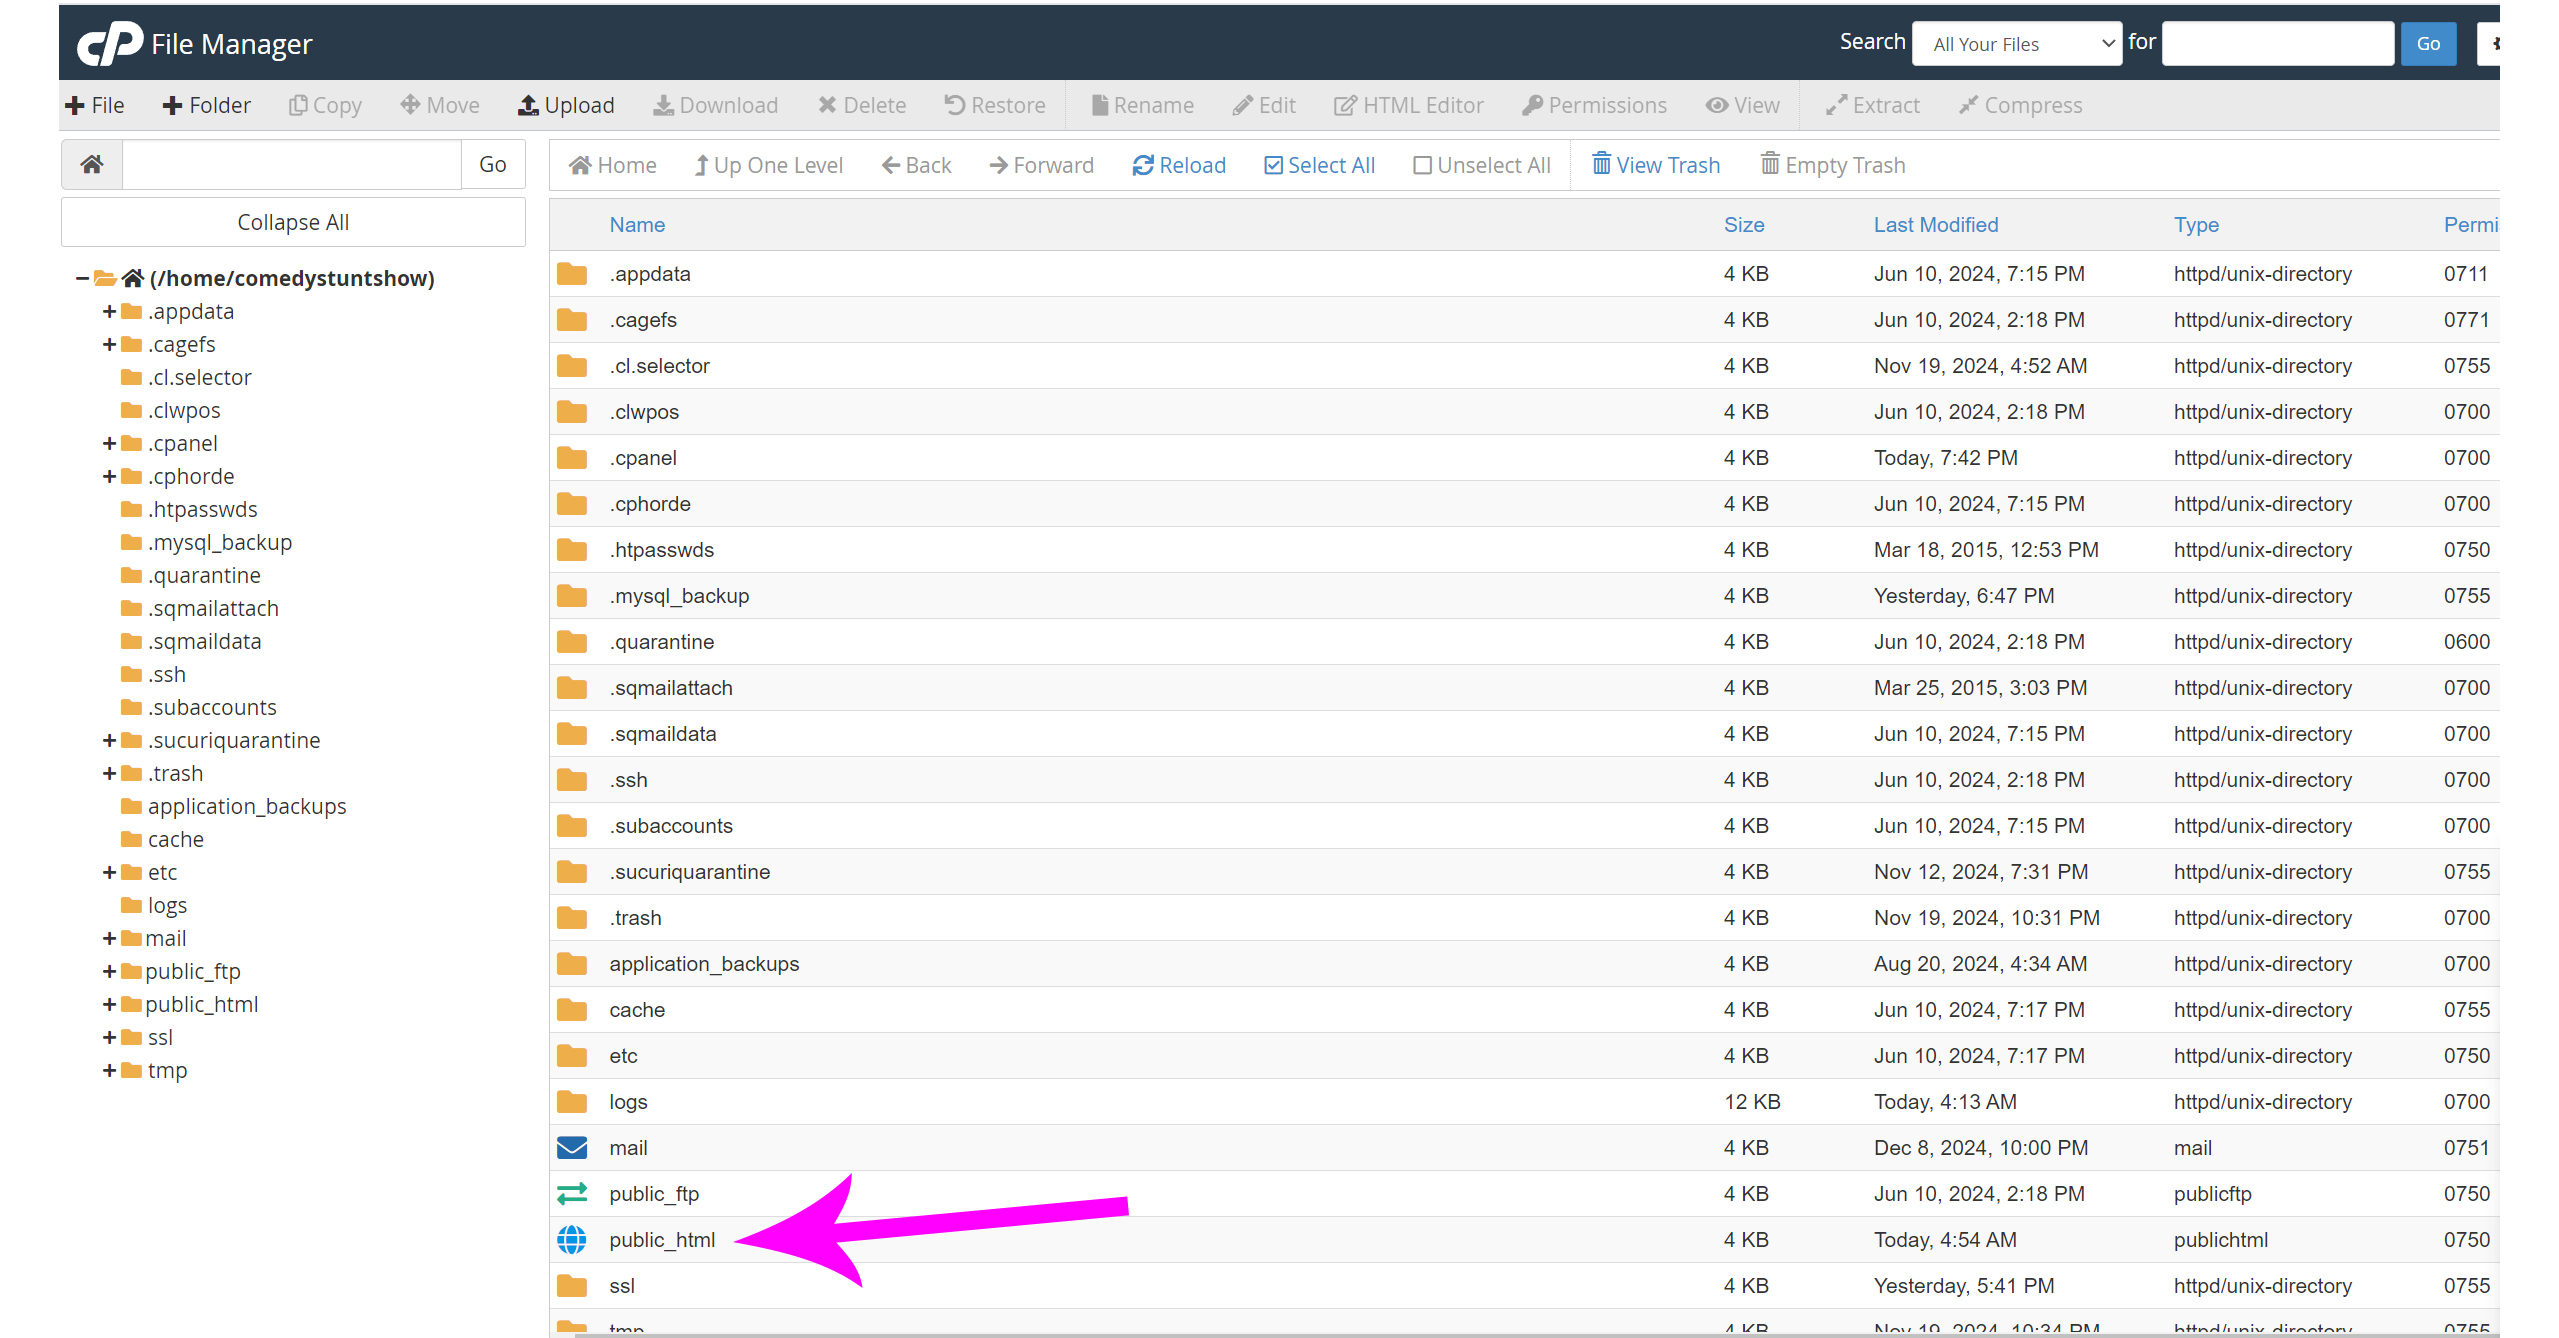 cP File Manager Search All Your Files for Go
File Folder Copy Move Upload Download Delete Restore Rename Edit HTML Editor Permissions View Extract Compress
Go
Home Up One Level Back Forward Reload Select All Unselect All View Trash Empty Trash
Collapse All
(/home/comedystuntshow)
.appdata
.cagefs
.cl.selector
.clwpos
.cpanel
.cphorde
.htpasswds
.mysql_backup
.quarantine
.sqmailattach
.sqmaildata
.ssh
.subaccounts
.sucuriquarantine
.trash
application_backups
cache
etc
logs
mail
public_ftp
public_html
ssl
tmp
Name Size Last Modified Type Permi
.appdata 4 KB Jun 10, 2024, 7:15 PM httpd/unix-directory 0711
.cagefs 4 KB Jun 10, 2024, 2:18 PM httpd/unix-directory 0771
.cl.selector 4 KB Nov 19, 2024, 4:52 AM httpd/unix-directory 0755
.clwpos 4 KB Jun 10, 2024, 2:18 PM httpd/unix-directory 0700
.cpanel 4 KB Today, 7:42 PM httpd/unix-directory 0700
.cphorde 4 KB Jun 10, 2024, 7:15 PM httpd/unix-directory 0700
.htpasswds 4 KB Mar 18, 2015, 12:53 PM httpd/unix-directory 0750
.mysql_backup 4 KB Yesterday, 6:47 PM httpd/unix-directory 0755
.quarantine 4 KB Jun 10, 2024, 2:18 PM httpd/unix-directory 0600
.sqmailattach 4 KB Mar 25, 2015, 3:03 PM httpd/unix-directory 0700
.sqmaildata 4 KB Jun 10, 2024, 7:15 PM httpd/unix-directory 0700
.ssh 4 KB Jun 10, 2024, 2:18 PM httpd/unix-directory 0700
.subaccounts 4 KB Jun 10, 2024, 7:15 PM httpd/unix-directory 0700
.sucuriquarantine 4 KB Nov 12, 2024, 7:31 PM httpd/unix-directory 0755
.trash 4 KB Nov 19, 2024, 10:31 PM httpd/unix-directory 0700
application_backups 4 KB Aug 20, 2024, 4:34 AM httpd/unix-directory 0700
cache 4 KB Jun 10, 2024, 7:17 PM httpd/unix-directory 0755
etc 4 KB Jun 10, 2024, 7:17 PM httpd/unix-directory 0750
logs 12 KB Today, 4:13 AM httpd/unix-directory 0700
mail 4 KB Dec 8, 2024, 10:00 PM mail 0751
public_ftp 4 KB Jun 10, 2024, 2:18 PM publicftp 0750
public_html 4 KB Today, 4:54 AM publichtml 0750
ssl 4 KB Yesterday, 5:41 PM httpd/unix-directory 0755
tmp 4 KB Nov 19, 2024, 10:34 PM httpd/unix-directory 0755